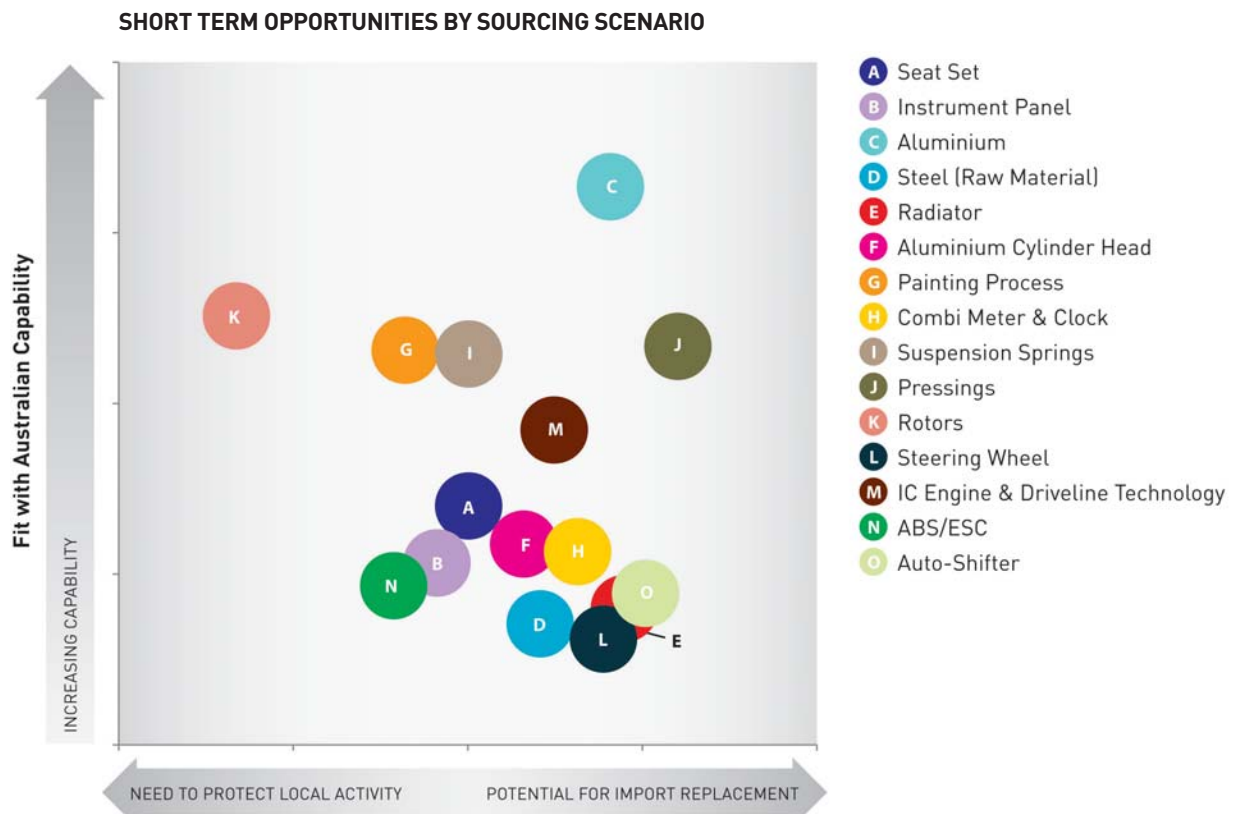 SHORT TERM OPPORTUNITIES BY SOURCING SCENARIO
Fit with Australian Capability
INCREASING CAPABILITY
C
K
G
I
J
M
A
F
H
B
N
O
D
L
E
NEED TO PROTECT LOCAL ACTIVITY
POTENTIAL FOR IMPORT REPLACEMENT
A Seat Set
B Instrument Panel
C Aluminium
D Steel (Raw Material)
E Radiator
F Aluminium Cylinder Head
G Painting Process
H Combi Meter & Clock
I Suspension Springs
J Pressings
K Rotors
L Steering Wheel
M IC Engine & Driveline Technology
N ABS/ESC
O Auto-Shifter